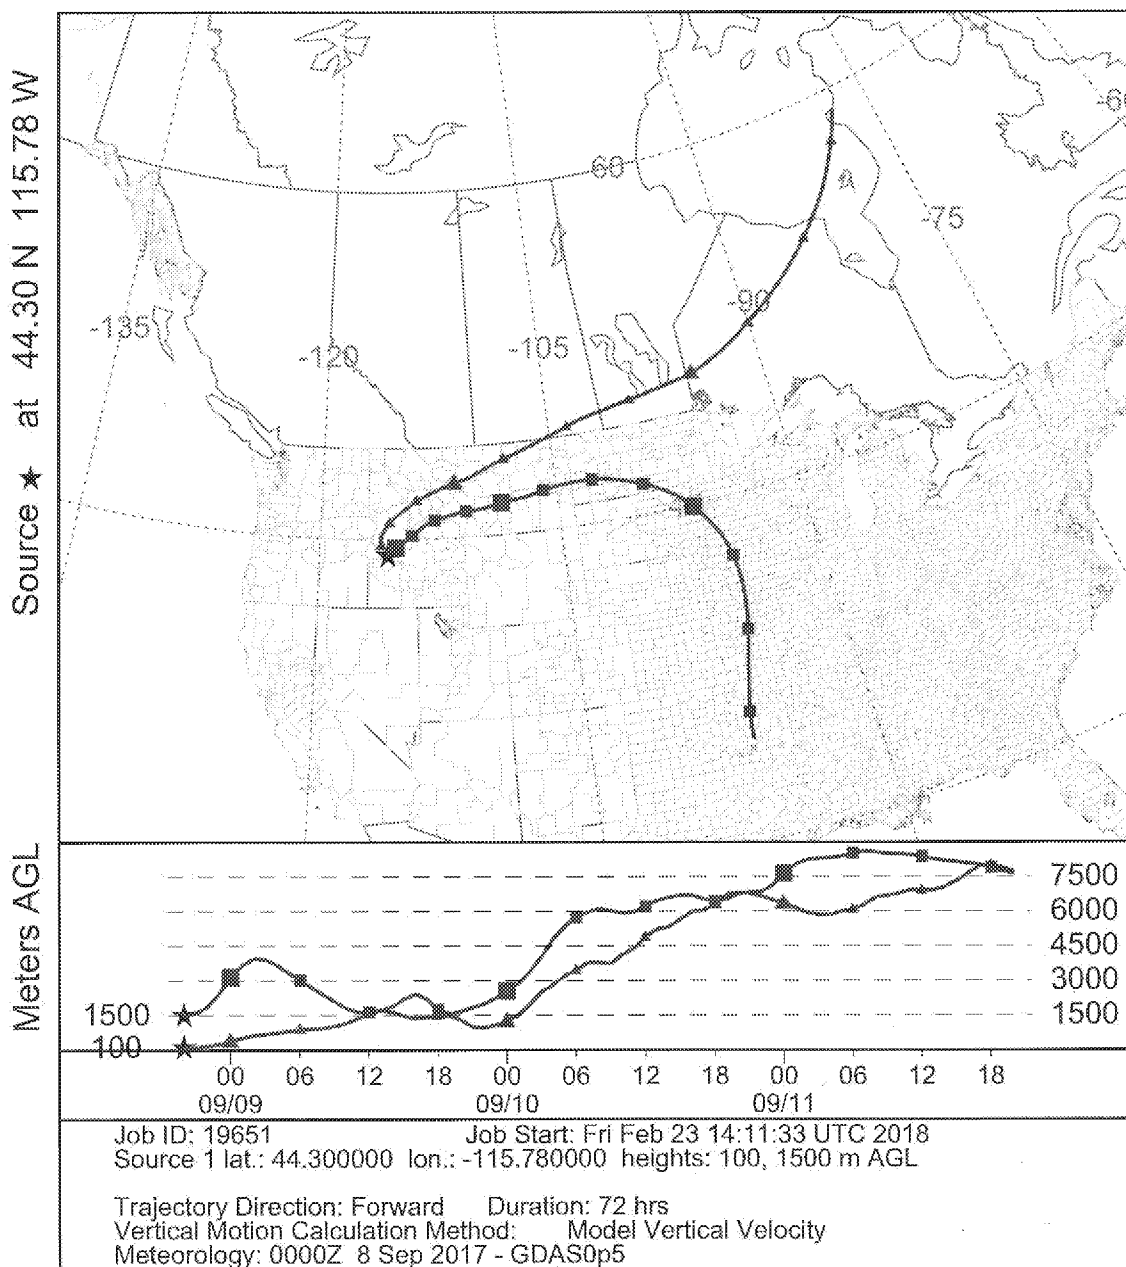 Source ★ at 44.30 N 115.78 W
60
-60
-75
-90
-135
-120
-105
Meters AGL
7500
6000
4500
3000
1500
1500
100
00 06 12 18 00 06 12 18 00 06 12 18
09/09 09/10 09/11
Job ID: 19651 Job Start: Fri Feb 23 14:11:33 UTC 2018
Source 1 lat.: 44.300000 lon.: -115.780000 heights: 100, 1500 m AGL
Trajectory Direction: Forward Duration: 72 hrs
Vertical Motion Calculation Method: Model Vertical Velocity
Meteorology: 0000Z 8 Sep 2017 - GDAS0p5